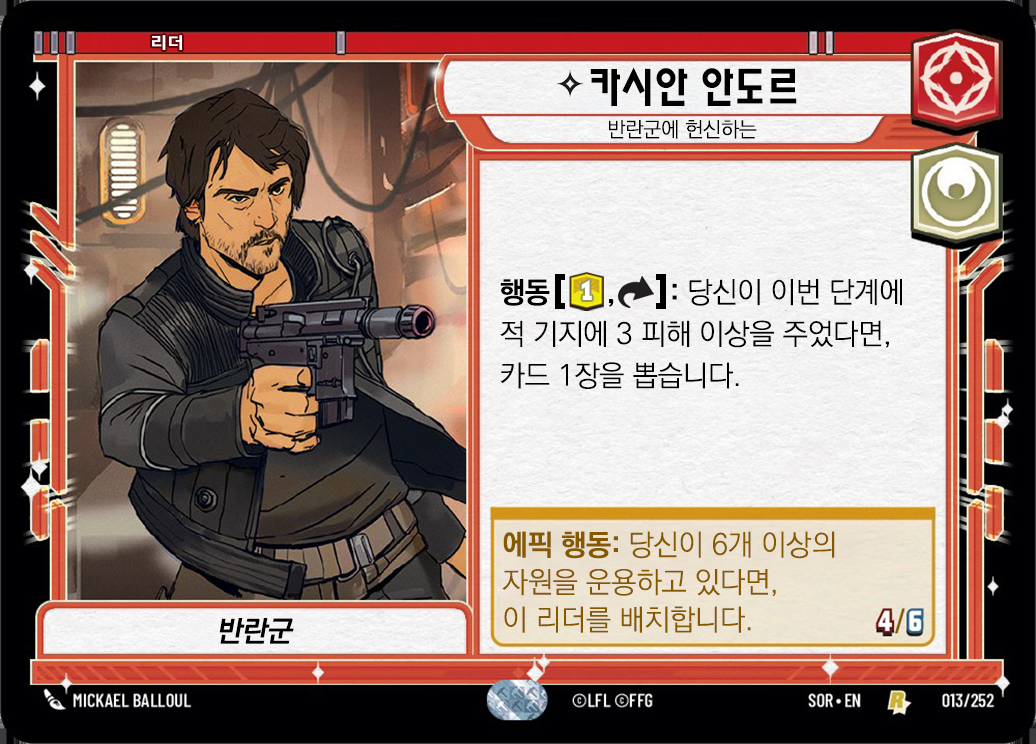 리더
카시안 안도르
반란군에 헌신하는
행동[1, ]: 당신이 이번 단계에
적 기지에 3 피해 이상을 주었다면,
카드 1장을 뽑습니다.
에픽 행동: 당신이 6개 이상의
자원을 운용하고 있다면,
이 리더를 배치합니다.
4/6
반란군
MICKAEL BALLOUL
©LFL ©FFG
SOR • EN
R
013/252